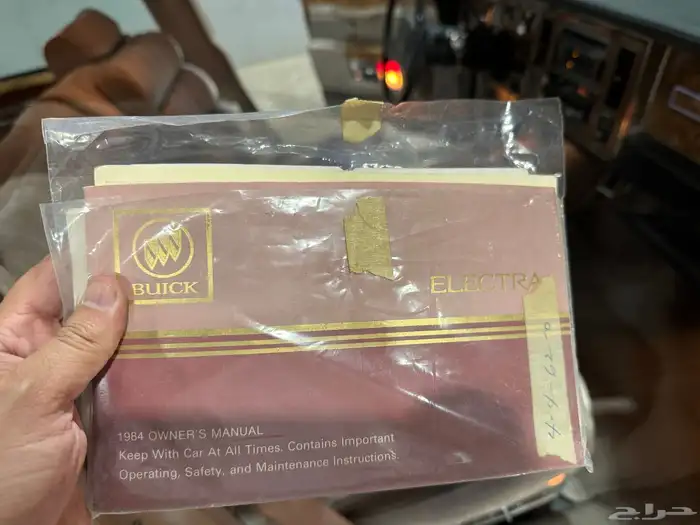 BUICK
ELECTRA
1984 OWNER'S MANUAL
Keep With Car At All Times. Contains Important
Operating, Safety, and Maintenance Instructions.
حراج